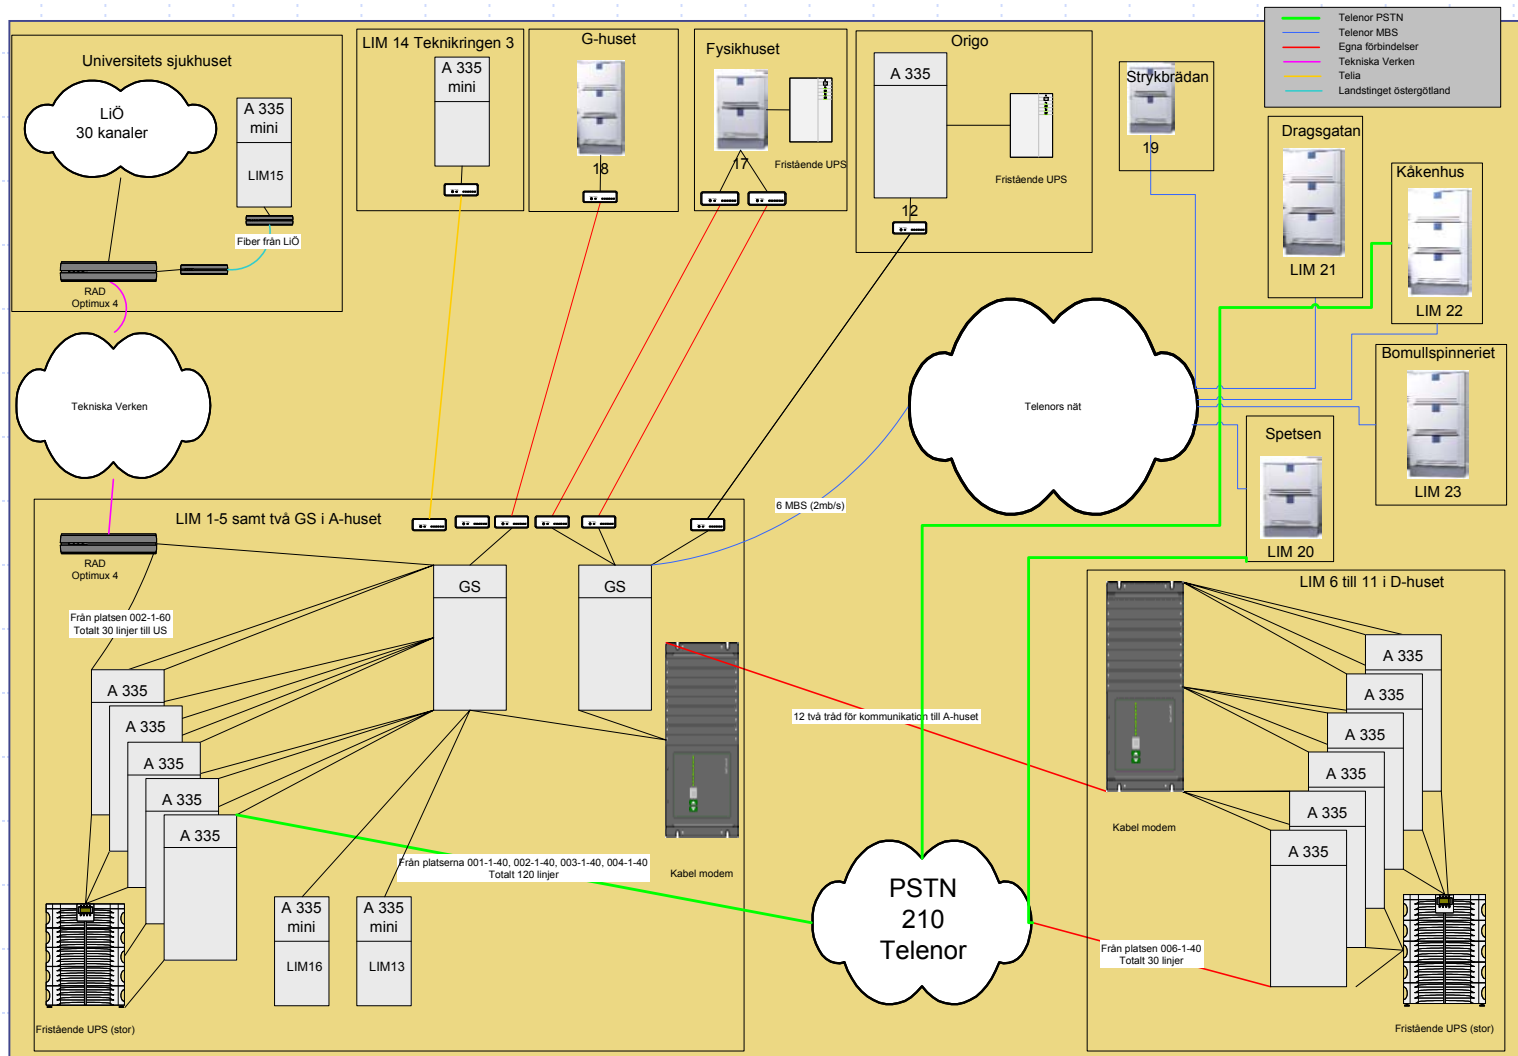 Telenor PSTN
Telenor MBS
Egna förbindelser
Tekniska Verken
Telia
Landstinget östergötland
Universitets sjukhuset
LiÖ
30 kanaler
A 335
mini
LIM15
Fiber från LiÖ
RAD
Optimux 4
LIM 14 Teknikringen 3
A 335
mini
G-huset
18
Fysikhuset
17
Fristående UPS
Origo
A 335
12
Fristående UPS
Strykbrädan
19
Dragsgatan
LIM 21
Kåkenhus
LIM 22
Bomullspinneriet
LIM 23
Spetsen
LIM 20
Tekniska Verken
Telenors nät
6 MBS (2mb/s)
LIM 1-5 samt två GS i A-huset
RAD
Optimux 4
Från platsen 002-1-60
Totalt 30 linjer till US
GS
GS
A 335
A 335
A 335
A 335
A 335
Från platserna 001-1-40, 002-1-40, 003-1-40, 004-1-40
Totalt 120 linjer
A 335
mini
LIM16
A 335
mini
LIM13
Kabel modem
Fristående UPS (stor)
12 två tråd för kommunikation till A-huset
PSTN
210
Telenor
Från platsen 006-1-40
Totalt 30 linjer
LIM 6 till 11 i D-huset
Kabel modem
A 335
A 335
A 335
A 335
A 335
A 335
Fristående UPS (stor)